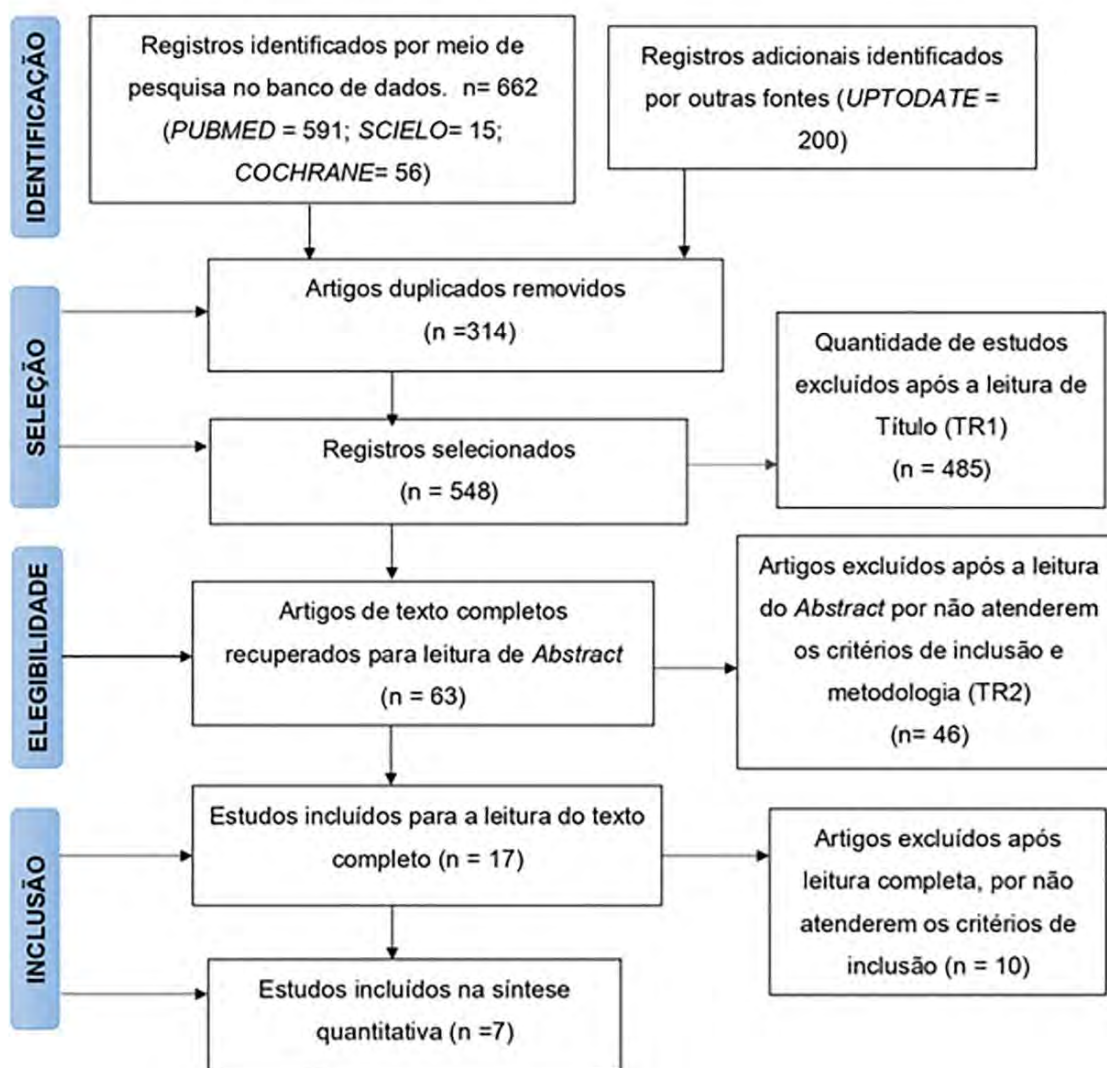 IDENTIFICAÇÃO
Registros identificados por meio de
pesquisa no banco de dados. n= 662
(PUBMED = 591; SCIELO= 15;
COCHRANE= 56)
Registros adicionais identificados
por outras fontes (UPTODATE =
200)
SELEÇÃO
Artigos duplicados removidos
(n =314)
Registros selecionados
(n = 548)
Quantidade de estudos
excluídos após a leitura de
Título (TR1)
(n = 485)
ELEGIBILIDADE
Artigos de texto completos
recuperados para leitura de Abstract
(n = 63)
Artigos excluídos após a leitura
do Abstract por não atenderem
os critérios de inclusão e
metodologia (TR2)
(n= 46)
INCLUSÃO
Estudos incluídos para a leitura do texto
completo (n = 17)
Artigos excluídos após
leitura completa, por não
atenderem os critérios de
inclusão (n = 10)
Estudos incluídos na síntese
quantitativa (n =7)